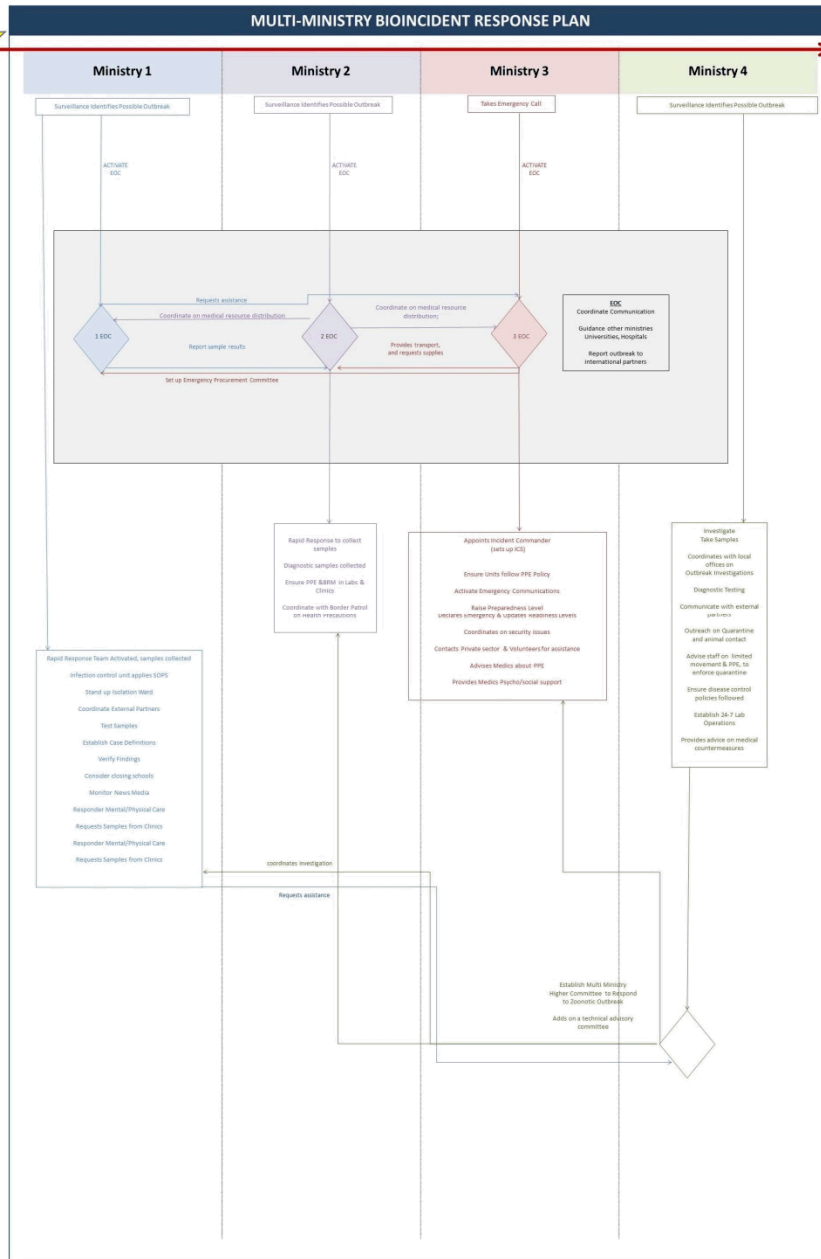 MULTI-MINISTRY BIOINCIDENT RESPONSE PLAN
Ministry 1
Ministry 2
Ministry 3
Ministry 4
Surveillance Identifies Possible Outbreak
Surveillance Identifies Possible Outbreak
Takes Emergency Call
Surveillance Identifies Possible Outbreak
ACTIVATE
EOC
ACTIVATE
EOC
ACTIVATE
EOC
Requests assistance
Coordinate on medical resource distribution;
Coordinate on medical resource
distribution;
1 EOC
2 EOC
3 EOC
Report sample results
Provides transport,
and requests supplies
Set up Emergency Procurement Committee
EOC
Coordinate Communication
Guidance other ministries
Universities, Hospitals
Report outbreak to
international partners
Rapid Response to collect
samples
Diagnostic samples collected
Ensure PPE &BRM in Labs &
Clinics
Coordinate with Border Patrol
on Health Precautions
Appoints Incident Commander
(sets up ICS)
Ensure Units follow PPE Policy
Activate Emergency Communications
Raise Preparedness Level
Declares Emergency & Updates Readiness Levels
Coordinates on security issues
Contacts Private sector & Volunteers for assistance
Advises Medics about PPE
Provides Medics Psycho/social support
Investigate
Take Samples
Coordinates with local
offices on
Outbreak Investigations
Diagnostic Testing
Communicate with external
partners
Outreach on Quarantine
and animal contact
Advise staff on limited
movement & PPE, to
enforce quarantine
Ensure disease control
policies followed
Establish 24-7 Lab
Operations
Provides advice on medical
countermeasures
Rapid Response Team Activated, samples collected
Infection control unit applies SOPS
Stand up Isolation Ward
Coordinate External Partners
Test Samples
Establish Case Definitions
Verify Findings
Consider closing schools
Monitor News Media
Responder Mental/Physical Care
Requests Samples from Clinics
Responder Mental/Physical Care
Requests Samples from Clinics
coordinates investigation
Requests assistance
Establish Multi Ministry
Higher Committee to Respond
to Zoonotic Outbreak
Adds on a technical advisory
committee